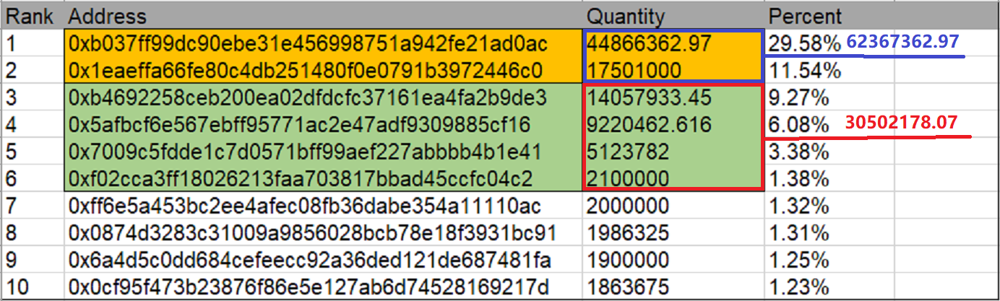 Rank Address Quantity Percent
1 0xb037ff99dc90ebe31e456998751a942fe21ad0ac 44866362.97 29.58% 62367362.97
2 0x1eaeffa66fe80c4db251480f0e0791b3972446c0 17501000 11.54%
3 0xb4692258ceb200ea02dfdcfc37161ea4fa2b9de3 14057933.45 9.27%
4 0x5afbcf6e567ebff95771ac2e47adf9309885cf16 9220462.616 6.08% 30502178.07
5 0x7009c5fdde1c7d0571bff99aef227abbbb4b1e41 5123782 3.38%
6 0xf02cca3ff18026213faa703817bbad45ccfc04c2 2100000 1.38%
7 0xff6e5a453bc2ee4afec08fb36dabe354a11110ac 2000000 1.32%
8 0x0874d3283c31009a9856028bcb78e18f3931bc91 1986325 1.31%
9 0x6a4d5c0dd684cefeecc92a36ded121de687481fa 1900000 1.25%
10 0x0cf95f473b23876f86e5e127ab6d74528169217d 1863675 1.23%